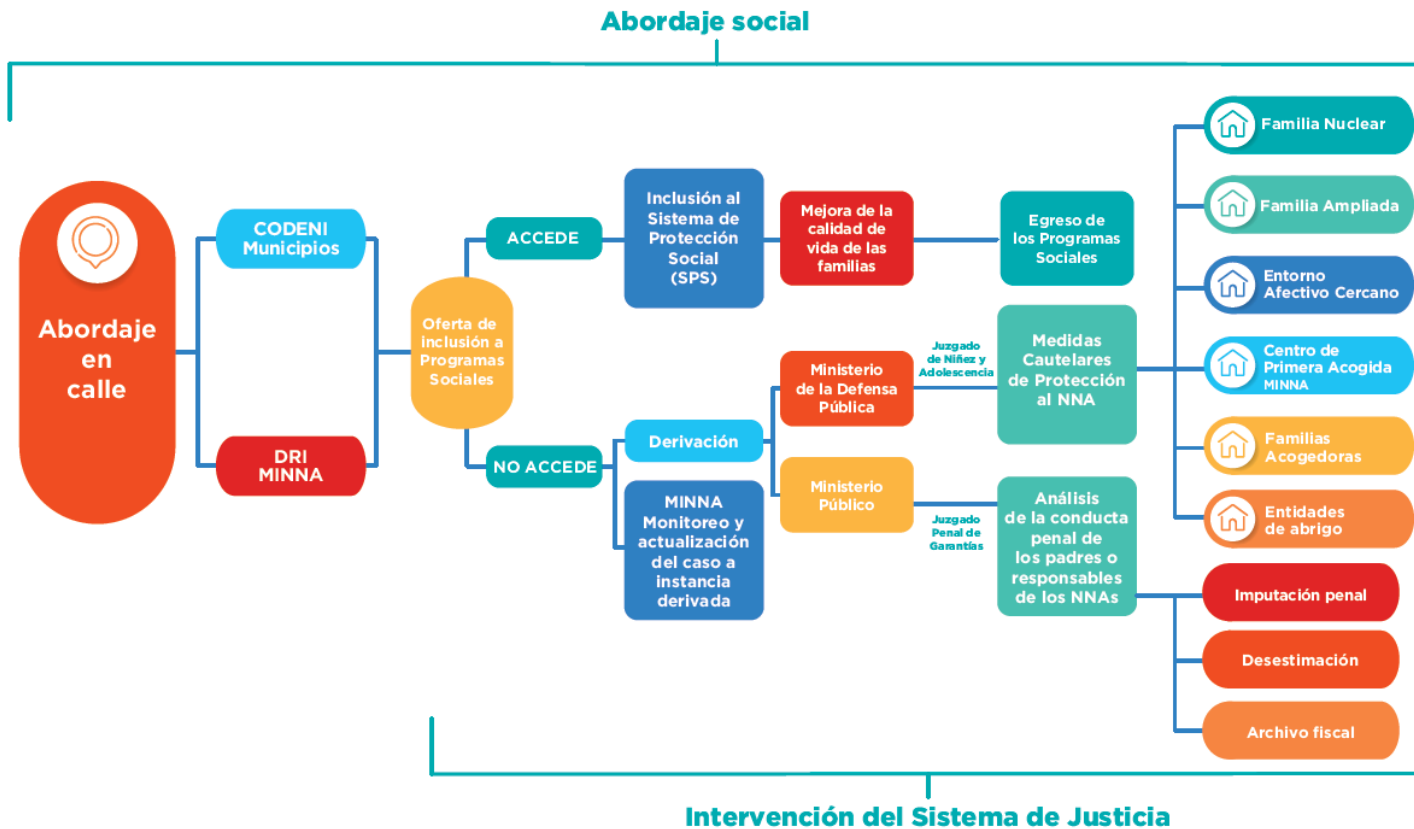 Abordaje social
Abordaje
en
calle
CODENI
Municipios
DRI
MINNA
Oferta de
inclusión a
Programas
Sociales
ACCEDE
Inclusión al
Sistema de
Protección
Social
(SPS)
Mejora de la
calidad de
vida de las
familias
Egreso de
los Programas
Sociales
NO ACCEDE
Derivación
MINNA
Monitoreo y
actualización
del caso a
instancia
derivada
Ministerio
de la Defensa
Pública
Juzgado
de Niñez y
Adolescencia
Medidas
Cautelares
de Protección
al NNA
Ministerio
Público
Juzgado
Penal de
Garantías
Análisis
de la conducta
penal de
los padres o
responsables
de los NNAs
Familia Nuclear
Familia Ampliada
Entorno
Afectivo Cercano
Centro de
Primera Acogida
MINNA
Familias
Acogedoras
Entidades
de abrigo
Imputación penal
Desestimación
Archivo fiscal
Intervención del Sistema de Justicia